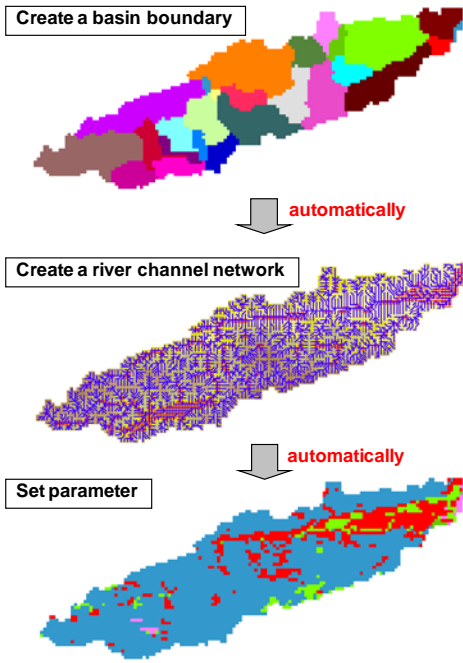 Create a basin boundary
automatically
Create a river channel network
automatically
Set parameter